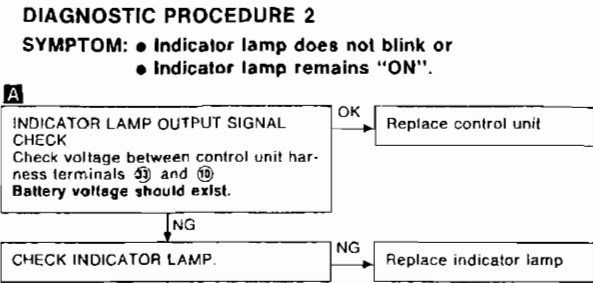 DIAGNOSTIC PROCEDURE 2
SYMPTOM: ● Indicator lamp does not blink or
● Indicator lamp remains “ON”.
A
INDICATOR LAMP OUTPUT SIGNAL
CHECK
Check voltage between control unit har-
ness terminals ㉝ and ⑩
Battery voltage should exist.
OK
Replace control unit
NG
CHECK INDICATOR LAMP.
NG
Replace indicator lamp